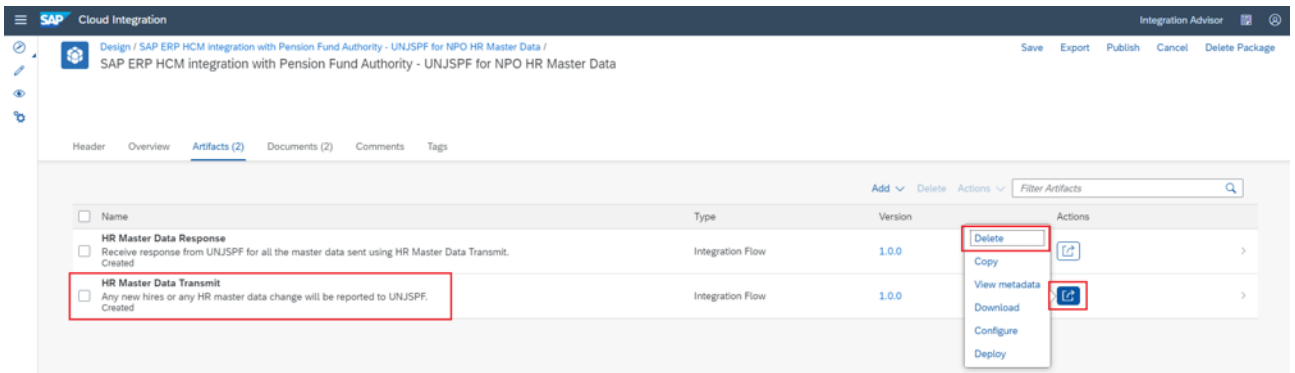 SAP Cloud Integration
Integration Advisor
Design / SAP ERP HCM integration with Pension Fund Authority - UNJSPF for NPO HR Master Data /
SAP ERP HCM integration with Pension Fund Authority - UNJSPF for NPO HR Master Data
Save Export Publish Cancel Delete Package
Header Overview Artifacts (2) Documents (2) Comments Tags
Add Delete Actions Filter Artifacts
Name Type Version Actions
HR Master Data Response
Receive response from UNJSPF for all the master data sent using HR Master Data Transmit.
Created
Integration Flow 1.0.0
HR Master Data Transmit
Any new hires or any HR master data change will be reported to UNJSPF.
Created
Integration Flow 1.0.0
Delete
Copy
View metadata
Download
Configure
Deploy